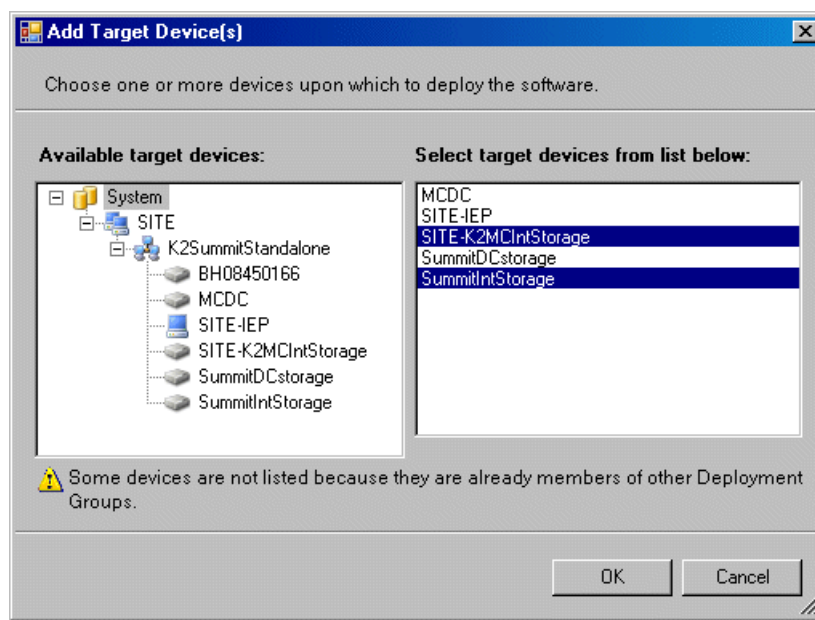 Add Target Device(s)
Choose one or more devices upon which to deploy the software.
Available target devices:
System
SITE
K2SummitStandalone
BH08450166
MCDC
SITE-IEP
SITE-K2MCIntStorage
SummitDCstorage
SummitIntStorage
Select target devices from list below:
MCDC
SITE-IEP
SITE-K2MCIntStorage
SummitDCstorage
SummitIntStorage
Some devices are not listed because they are already members of other Deployment
Groups.
OK
Cancel